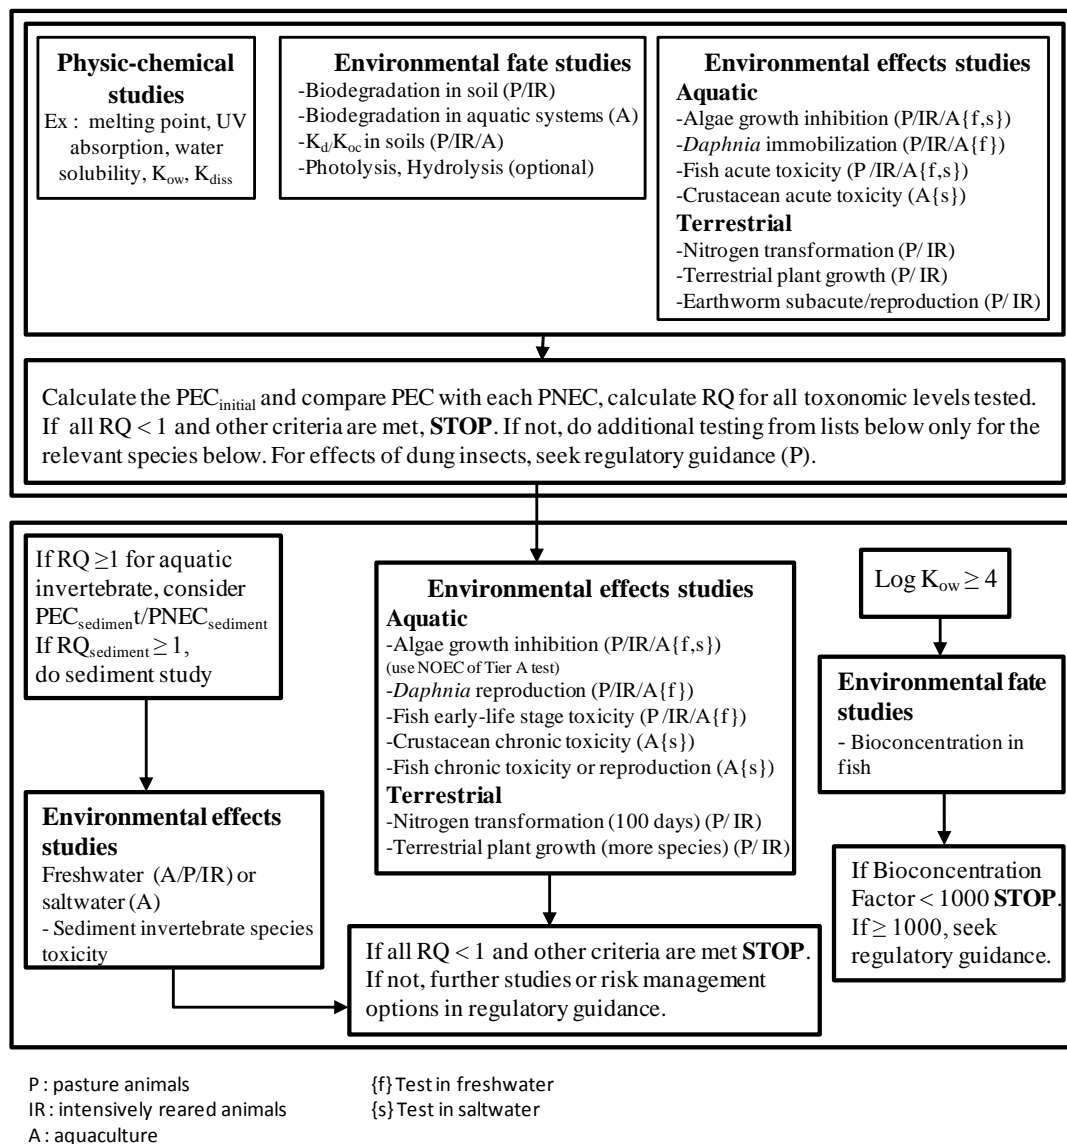 Physic-chemical
studies
Ex : melting point, UV
absorption, water
solubility, Kow, Kdiss
Environmental fate studies
-Biodegradation in soil (P/IR)
-Biodegradation in aquatic systems (A)
-Kd/Koc in soils (P/IR/A)
-Photolysis, Hydrolysis (optional)
Environmental effects studies
Aquatic
-Algae growth inhibition (P/IR/A{f,s})
-Daphnia immobilization (P/IR/A{f})
-Fish acute toxicity (P /IR/A{f,s})
-Crustacean acute toxicity (A{s})
Terrestrial
-Nitrogen transformation (P/ IR)
-Terrestrial plant growth (P/ IR)
-Earthworm subacute/reproduction (P/ IR)
Calculate the PECinitial and compare PEC with each PNEC, calculate RQ for all toxonomic levels tested.
If all RQ < 1 and other criteria are met, STOP. If not, do additional testing from lists below only for the
relevant species below. For effects of dung insects, seek regulatory guidance (P).
If RQ ≥1 for aquatic
invertebrate, consider
PECsediment/PNECsediment
If RQsediment ≥ 1,
do sediment study
Environmental effects
studies
Freshwater (A/P/IR) or
saltwater (A)
- Sediment invertebrate species
toxicity
Environmental effects studies
Aquatic
-Algae growth inhibition (P/IR/A{f,s})
(use NOEC of Tier A test)
-Daphnia reproduction (P/IR/A{f})
-Fish early-life stage toxicity (P /IR/A{f})
-Crustacean chronic toxicity (A{s})
-Fish chronic toxicity or reproduction (A{s})
Terrestrial
-Nitrogen transformation (100 days) (P/ IR)
-Terrestrial plant growth (more species) (P/ IR)
Log Kow ≥ 4
Environmental fate
studies
- Bioconcentration in
fish
If Bioconcentration
Factor < 1000 STOP.
If ≥ 1000, seek
regulatory guidance.
If all RQ < 1 and other criteria are met STOP.
If not, further studies or risk management
options in regulatory guidance.
P : pasture animals
IR : intensively reared animals
A : aquaculture
{f} Test in freshwater
{s} Test in saltwater